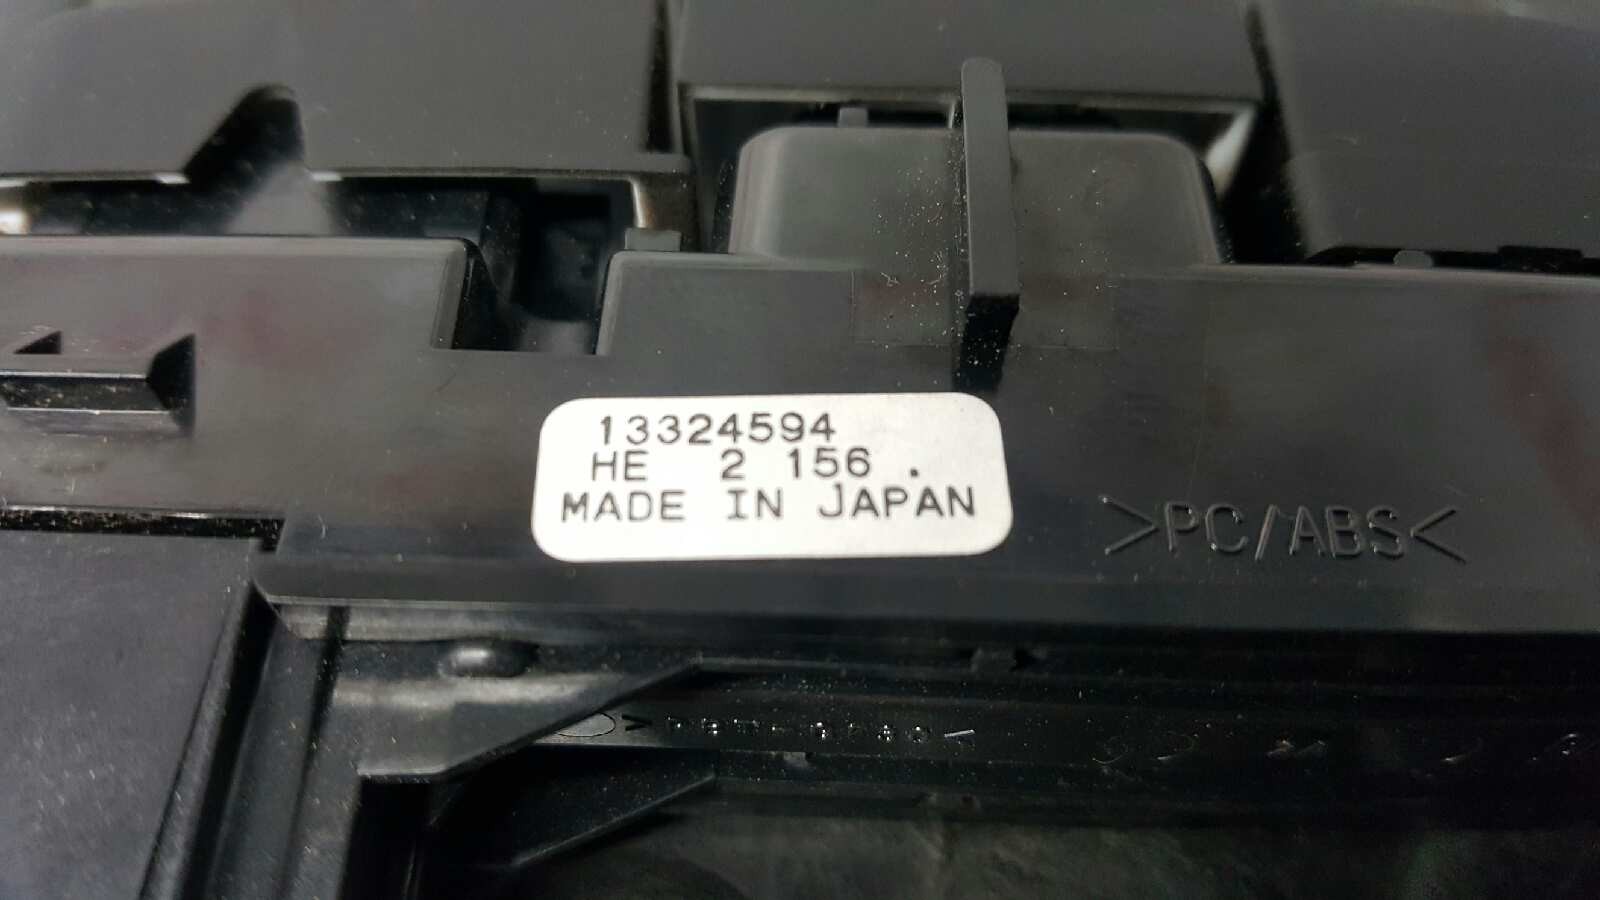 13324594
HE 2 156 .
MADE IN JAPAN
>PC/ABS<